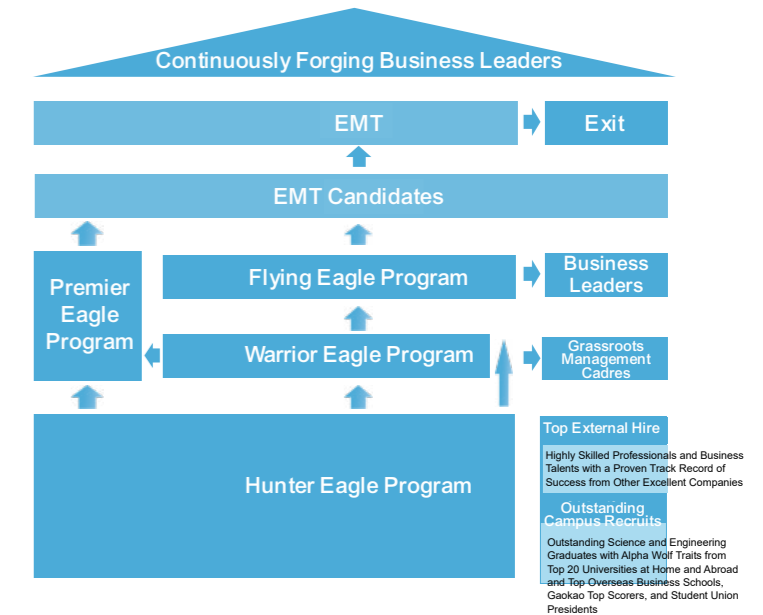 Continuously Forging Business Leaders
EMT
Exit
EMT Candidates
Premier
Eagle
Program
Flying Eagle Program
Business
Leaders
Warrior Eagle Program
Grassroots
Management
Cadres
Hunter Eagle Program
Top External Hire
Highly Skilled Professionals and Business
Talents with a Proven Track Record of
Success from Other Excellent Companies
Outstanding
Campus Recruits
Outstanding Science and Engineering
Graduates with Alpha Wolf Traits from
Top 20 Universities at Home and Abroad
and Top Overseas Business Schools,
Gaokao Top Scorers, and Student Union
Presidents